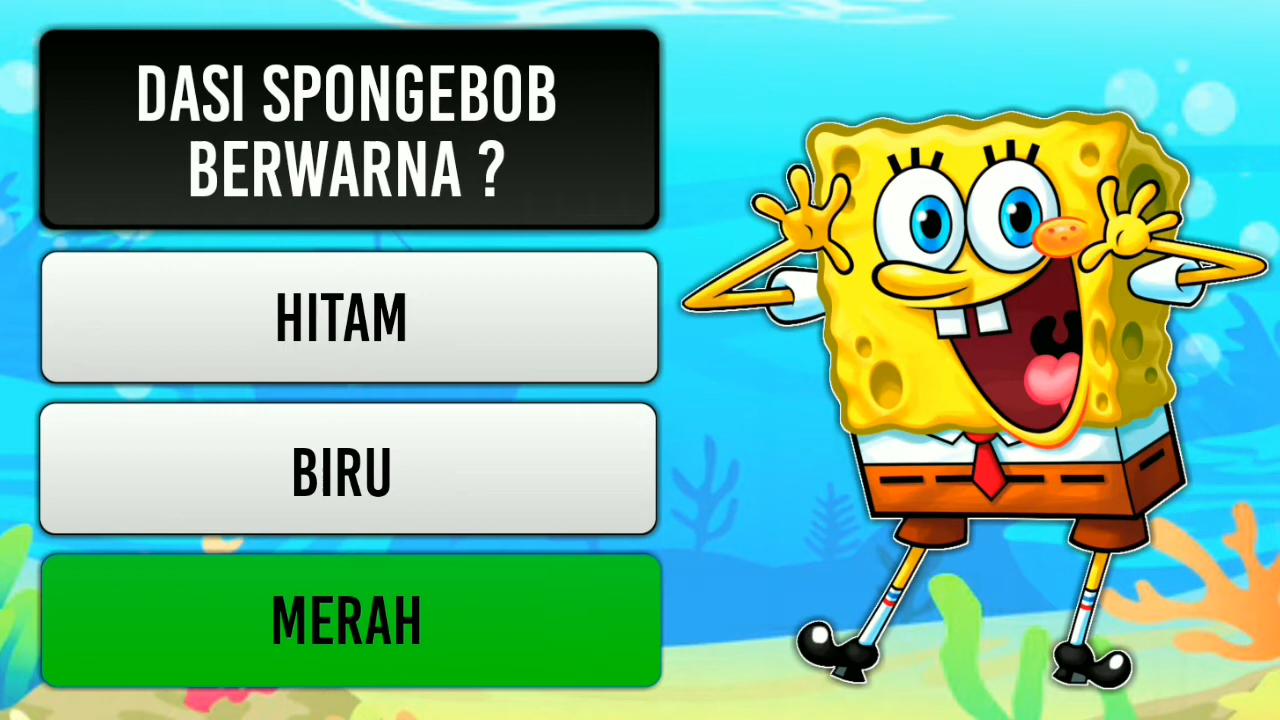 DASI SPONGEBOB
BERWARNA ?
HITAM
BIRU
MERAH